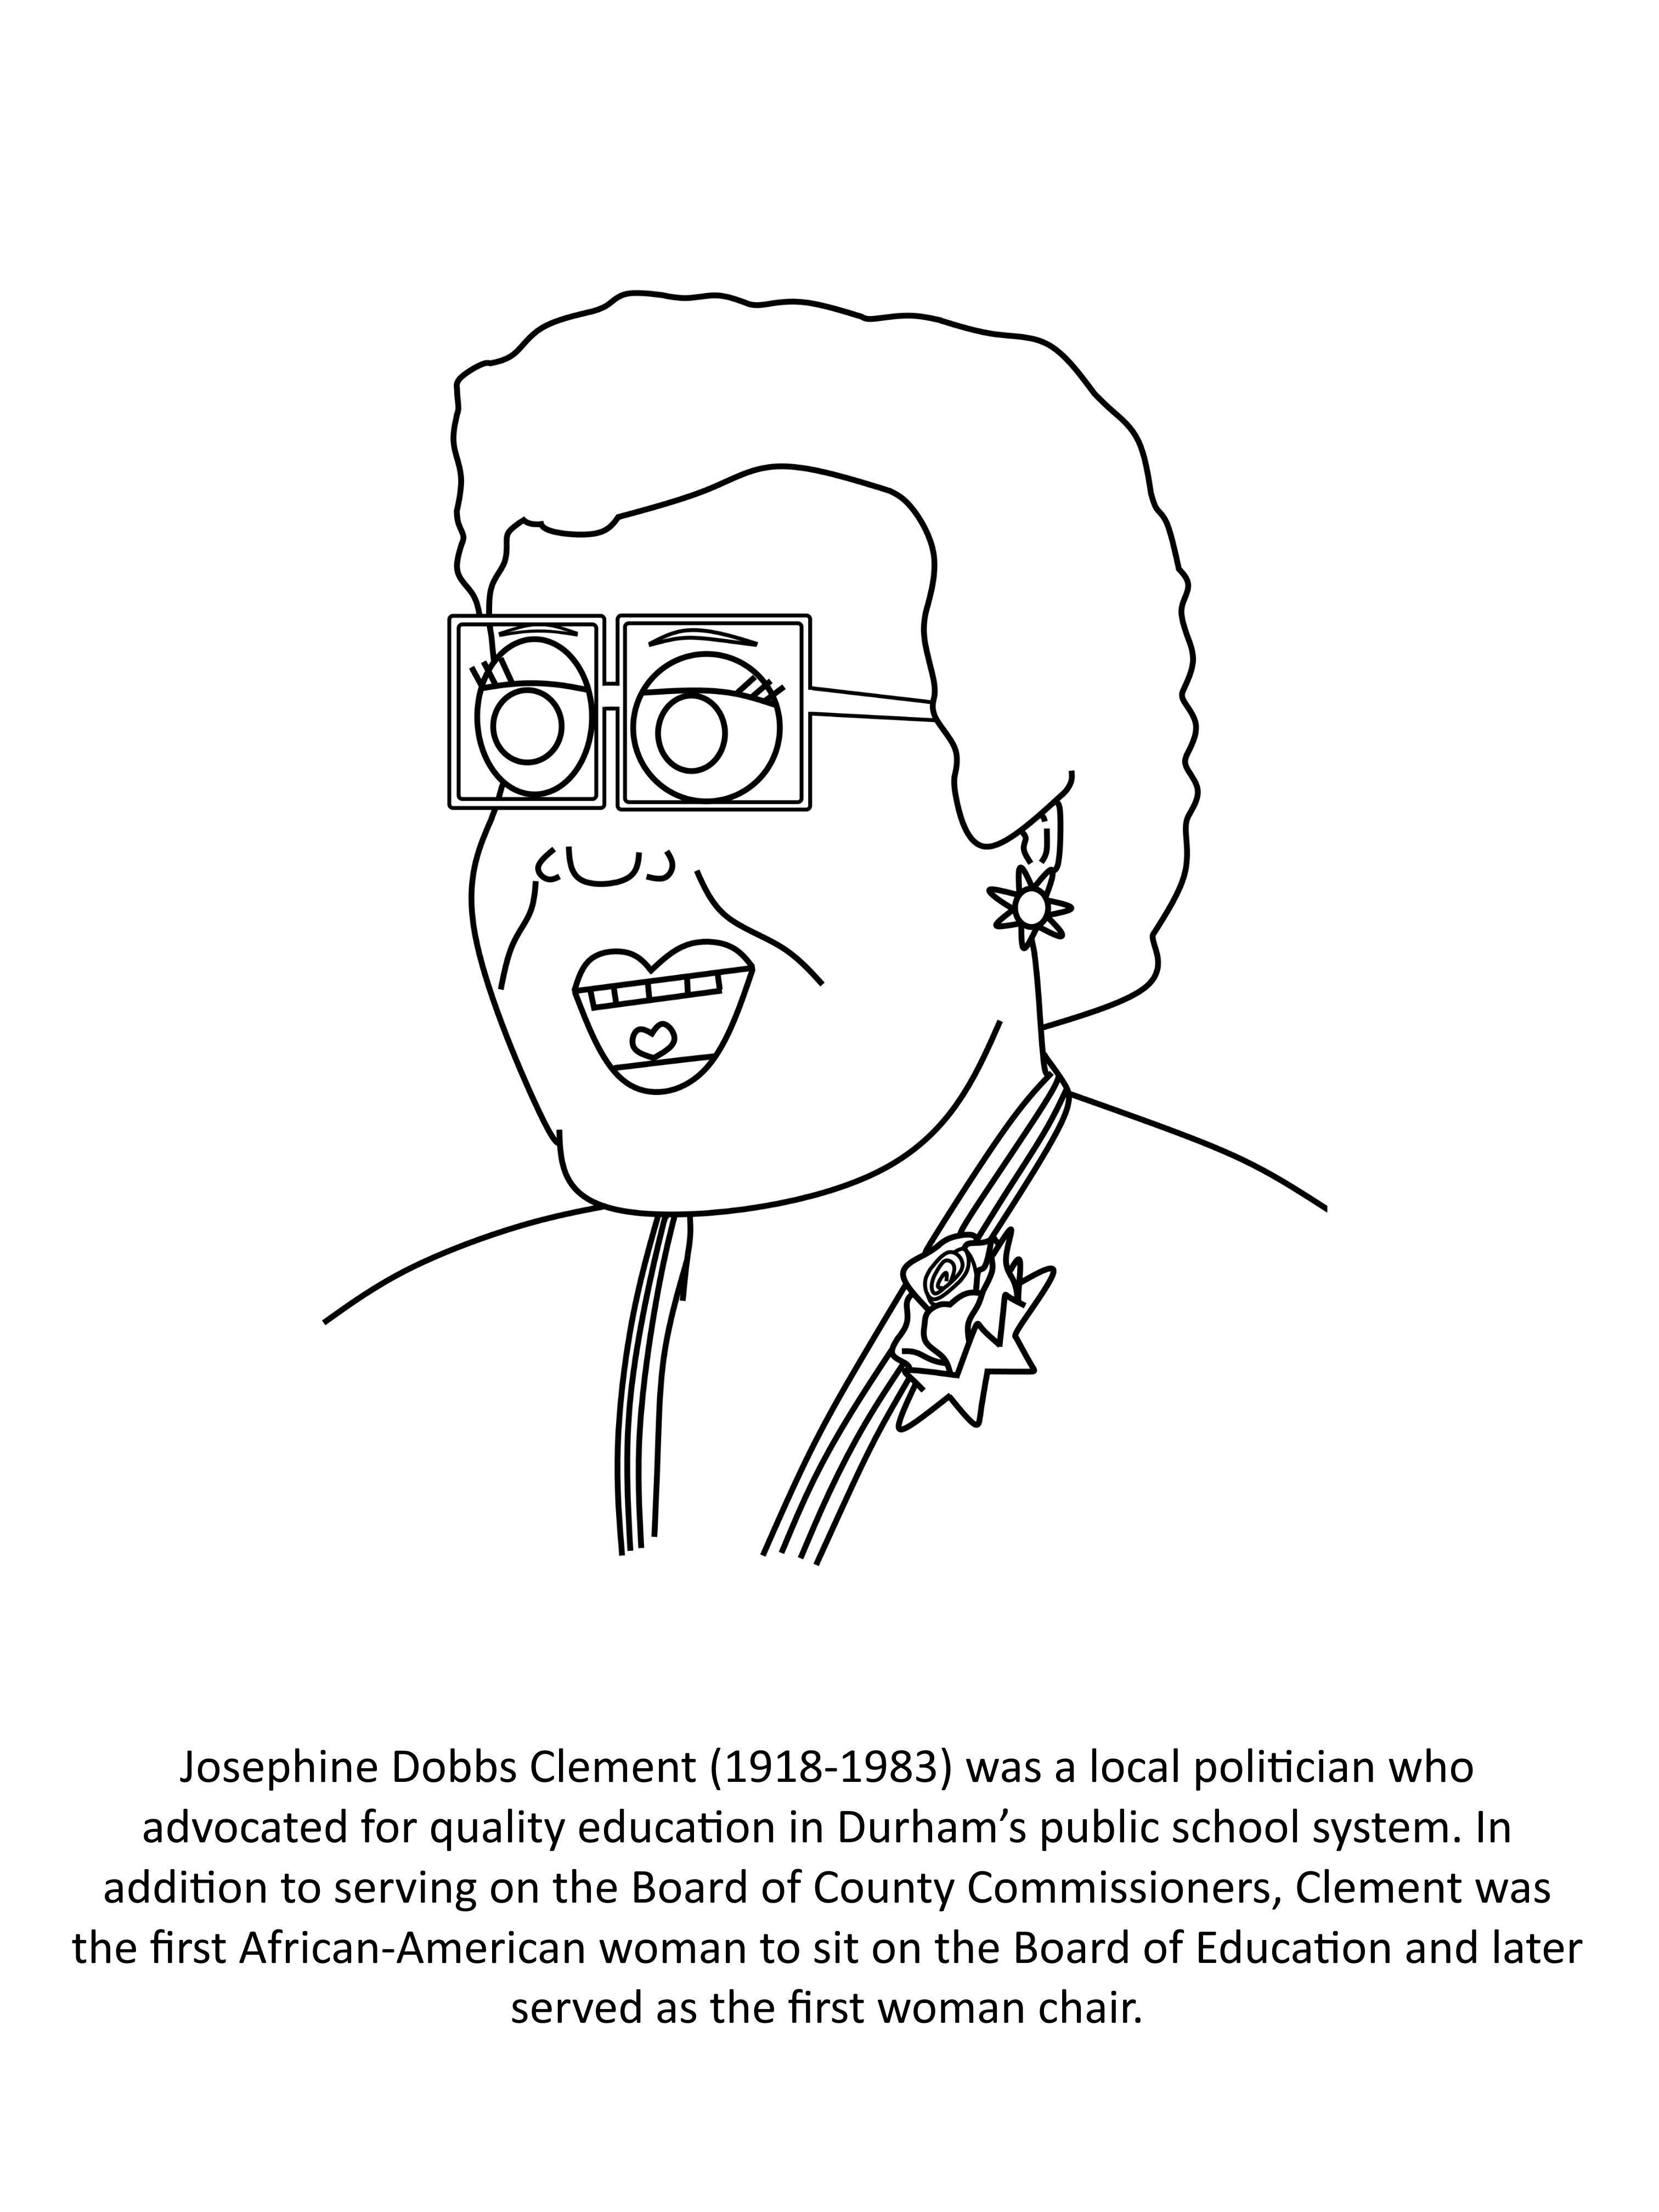 Josephine Dobbs Clement (1918-1983) was a local politician who
advocated for quality education in Durham’s public school system. In
addition to serving on the Board of County Commissioners, Clement was
the first African-American woman to sit on the Board of Education and later
served as the first woman chair.